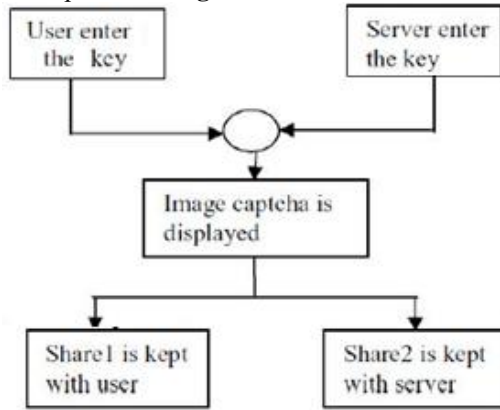 User enter
the key
Server enter
the key
Image captcha is
displayed
Share1 is kept
with user
Share2 is kept
with server